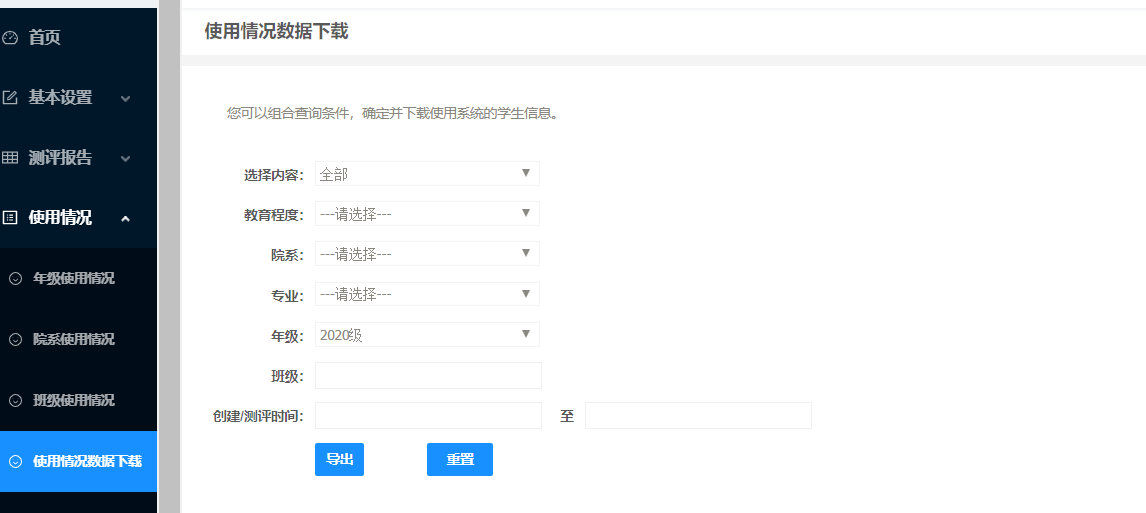 首页
基本设置
测评报告
使用情况
年级使用情况
院系使用情况
班级使用情况
使用情况数据下载
使用情况数据下载
您可以组合查询条件，确定并下载使用系统的学生信息。
选择内容： 全部
教育程度： ---请选择---
院系： ---请选择---
专业： ---请选择---
年级： 2020级
班级：
创建/测评时间： 至
导出 重置